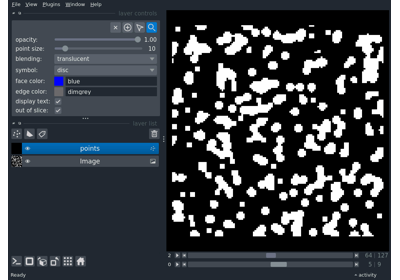 File View Plugins Window Help
layer controls
opacity: 1.00
point size: 10
blending: translucent
symbol: disc
face color: blue
edge color: dimgrey
display text:
out of slice:
layer list
points
Image
2 64 127
0 5 9
Ready
activity